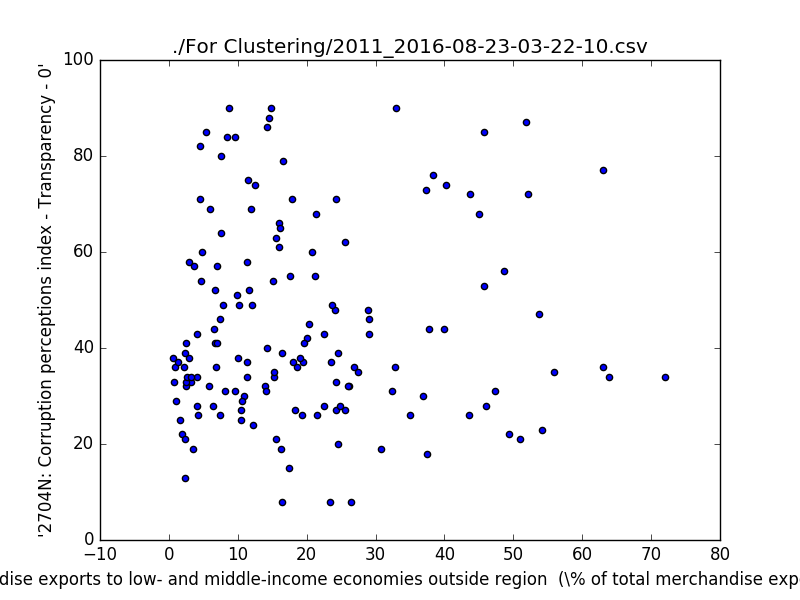 ./For Clustering/2011_2016-08-23-03-22-10.csv
100
80
60
40
20
0
'2704N: Corruption perceptions index - Transparency - 0'
−10 0 10 20 30 40 50 60 70 80
dise exports to low- and middle-income economies outside region (\% of total merchandise expo